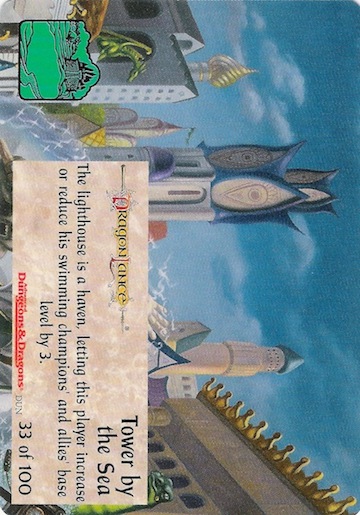 Tower by
the Sea
DragonLance
The lighthouse is a haven, letting this player increase
or reduce his swimming champions' and allies base
level by 3.
Dungeons & Dragons DUN 33 of 100